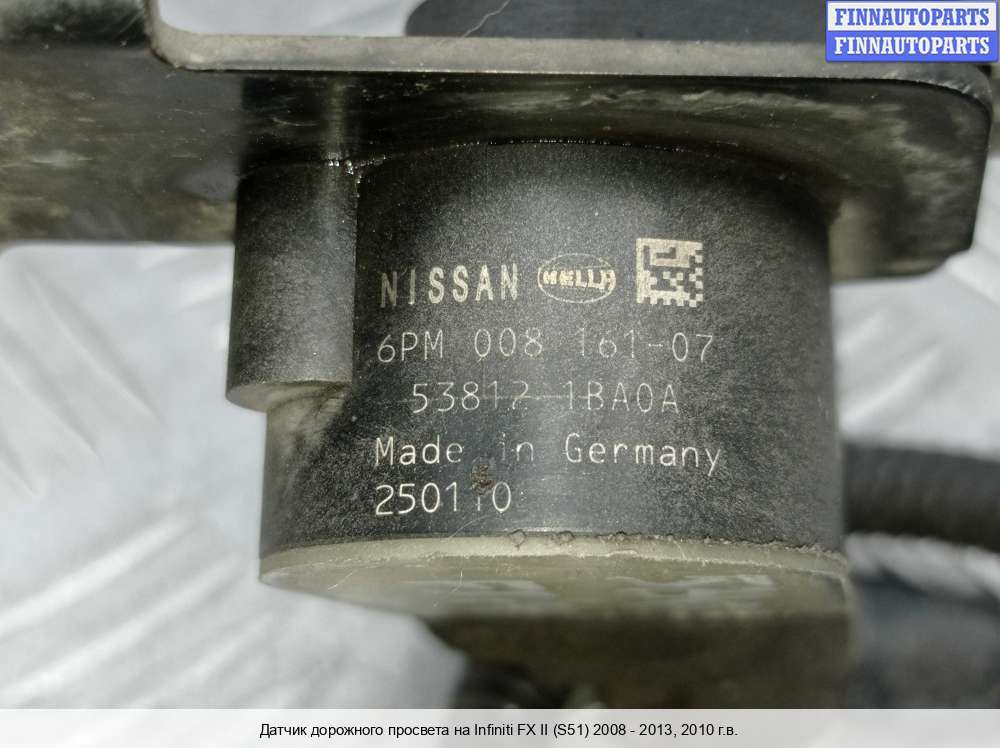 FINNAUTOPARTS
FINNAUTOPARTS
NISSAN HELLA
6PM 008 161-07
53812-1BA0A
Made in Germany
250110
Датчик дорожного просвета на Infiniti FX II (S51) 2008 - 2013, 2010 г.в.